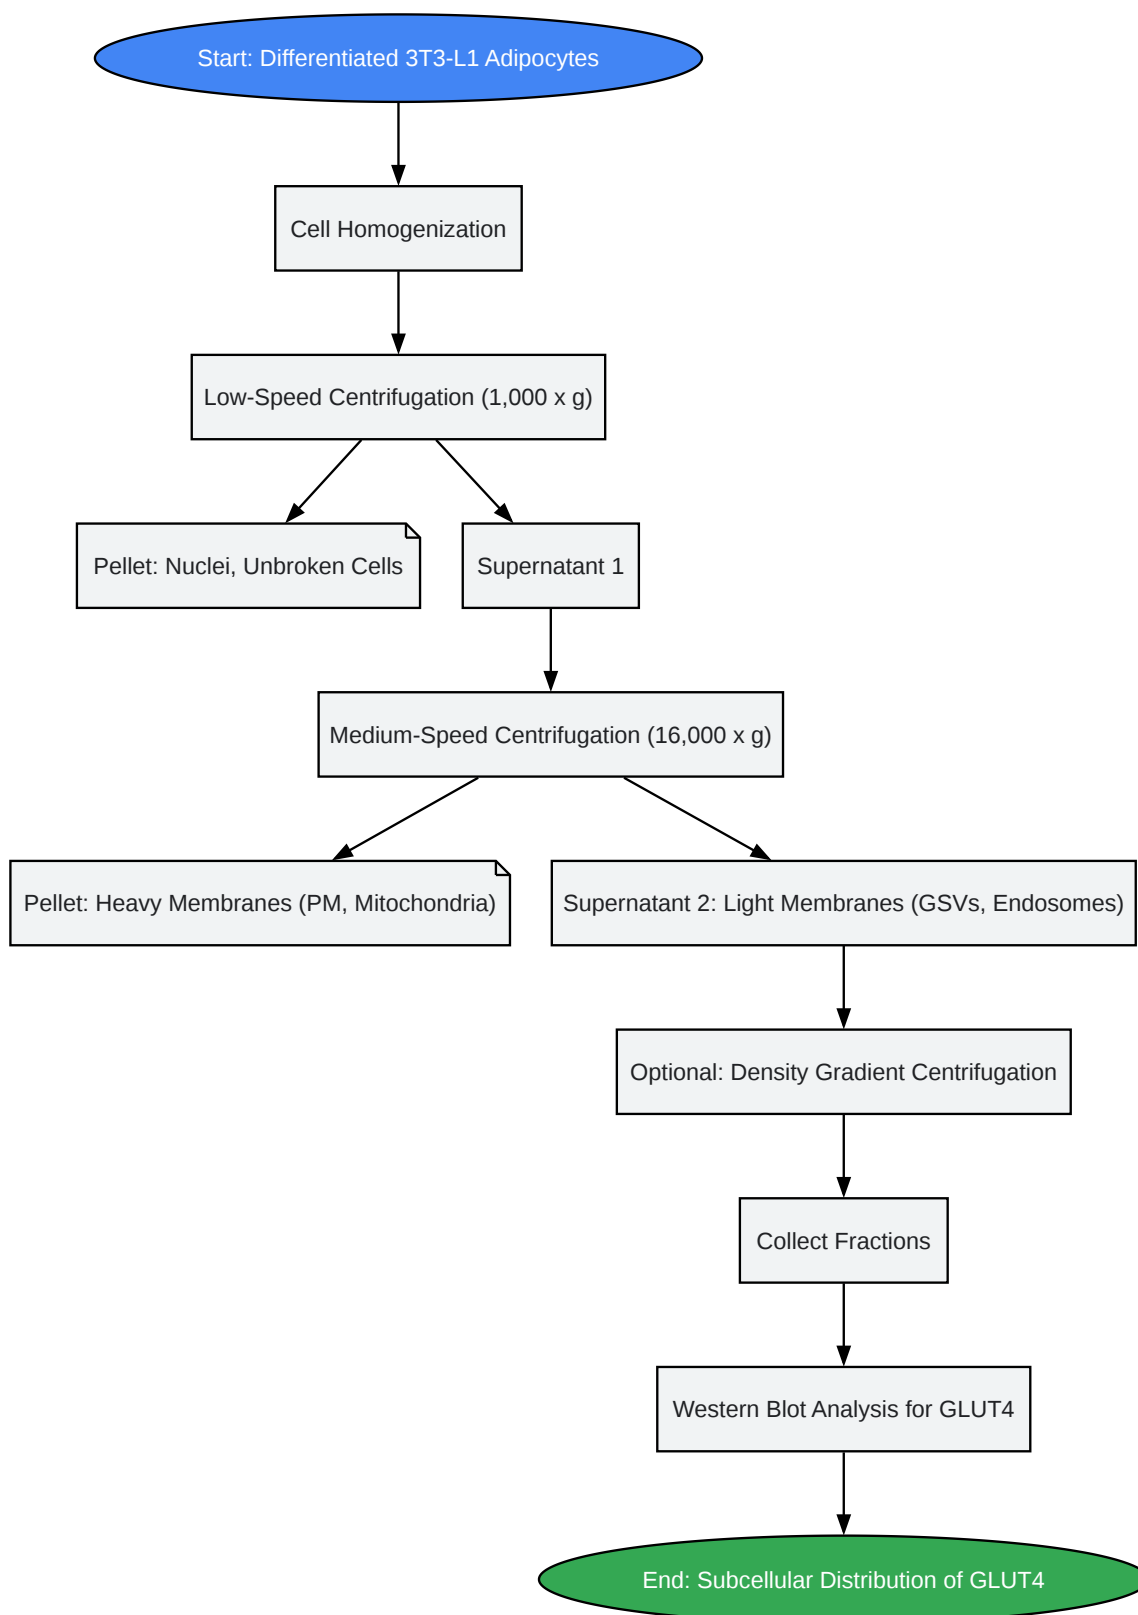 Start: Differentiated 3T3-L1 Adipocytes
Cell Homogenization
Low-Speed Centrifugation (1,000 x g)
Pellet: Nuclei, Unbroken Cells
Supernatant 1
Medium-Speed Centrifugation (16,000 x g)
Pellet: Heavy Membranes (PM, Mitochondria)
Supernatant 2: Light Membranes (GSVs, Endosomes)
Optional: Density Gradient Centrifugation
Collect Fractions
Western Blot Analysis for GLUT4
End: Subcellular Distribution of GLUT4